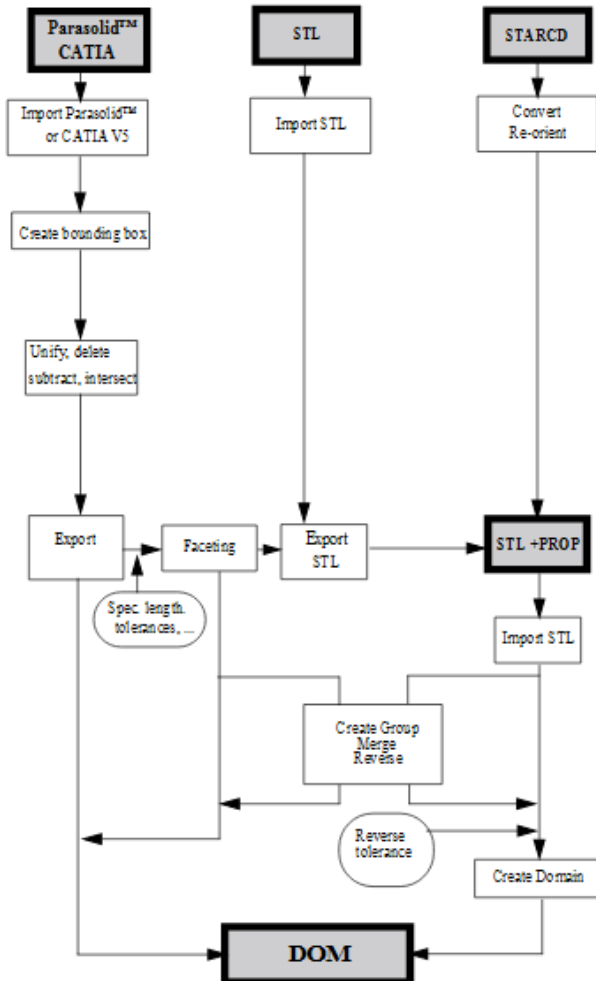 Parasolid™
CATIA
STL
STARCD
Import Parasolid™
or CATIA V5
Import STL
Convert
Re-orient
Create bounding box
Unify, delete
subtract, intersect
Export
Faceting
Export
STL
STL +PROP
Spec. length.
tolerances, ...
Import STL
Create Group
Merge
Reverse
Reverse
tolerance
Create Domain
DOM